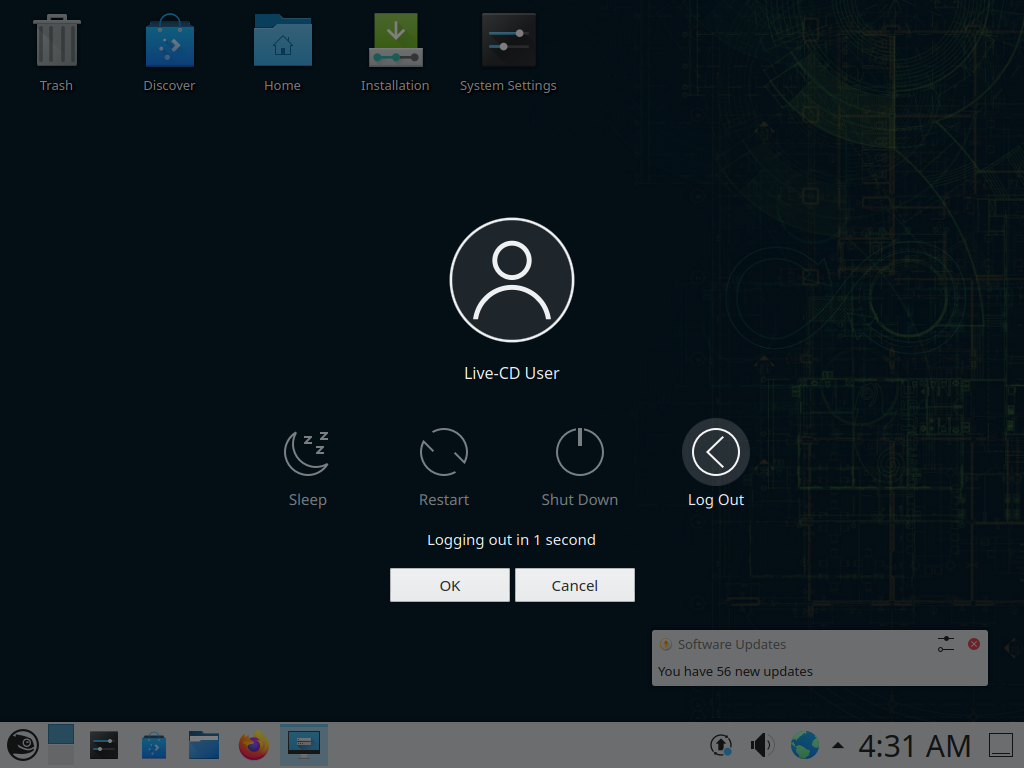 Trash
Discover
Home
Installation
System Settings
Live-CD User
z z z
Sleep
Restart
Shut Down
Log Out
Logging out in 1 second
OK
Cancel
Software Updates
You have 56 new updates
4:31 AM